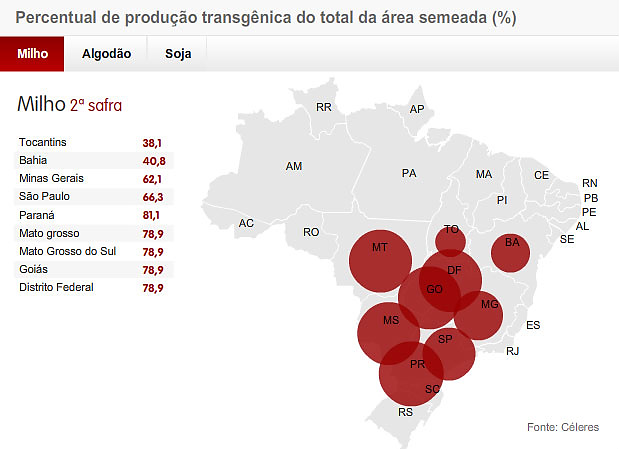 Percentual de produção transgênica do total da área semeada (%)
Milho Algodão Soja
Milho 2ª safra
Tocantins 38,1
Bahia 40,8
Minas Gerais 62,1
São Paulo 66,3
Paraná 81,1
Mato grosso 78,9
Mato Grosso do Sul 78,9
Goiás 78,9
Distrito Federal 78,9
RR
AP
AM
PA
MA
CE
RN
PB
PE
AL
SE
PI
AC
RO
TO
MT
BA
DF
GO
MG
MS
ES
SP
RJ
PR
SC
RS
Fonte: Céleres